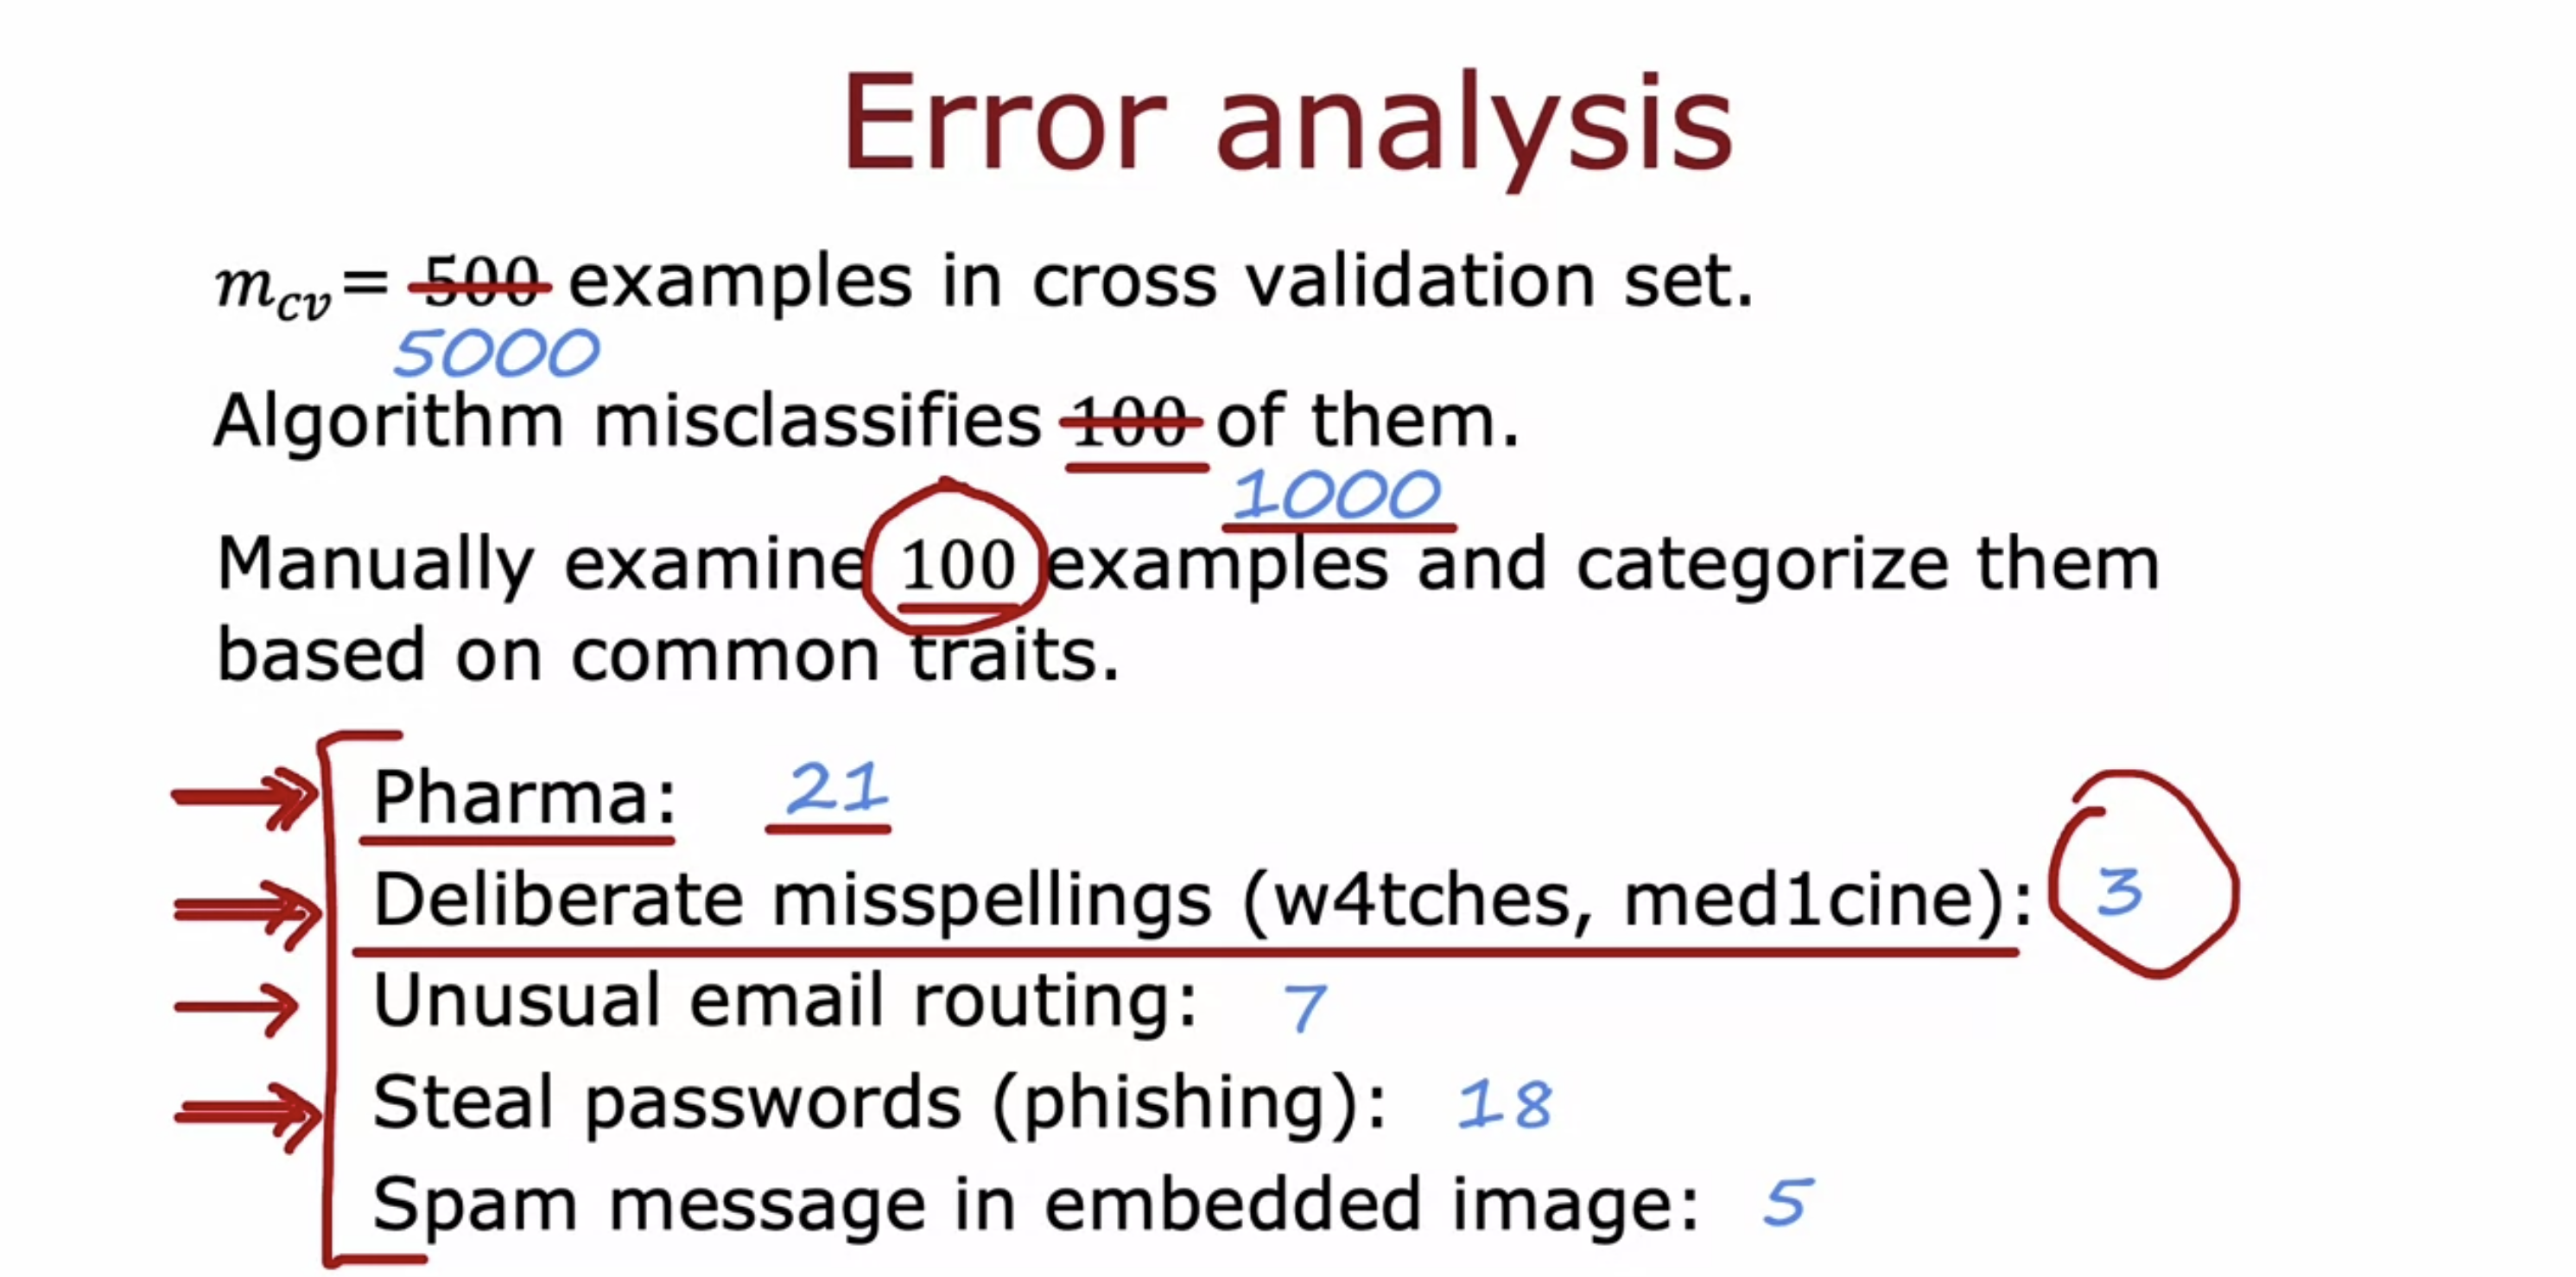 Error analysis
m_cv = 500 examples in cross validation set.
5000
Algorithm misclassifies 100 of them.
1000
Manually examine 100 examples and categorize them
based on common traits.
Pharma: 21
Deliberate misspellings (w4tches, med1cine): 3
Unusual email routing: 7
Steal passwords (phishing): 18
Spam message in embedded image: 5